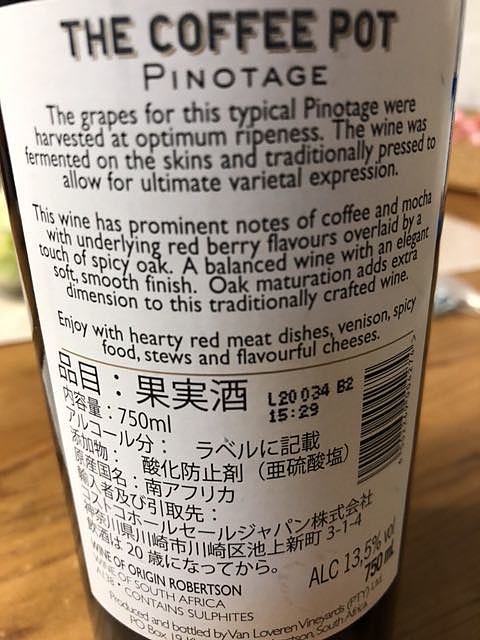 THE COFFEE POT
PINOTAGE
The grapes for this typical Pinotage were
harvested at optimum ripeness. The wine was
fermented on the skins and traditionally pressed to
allow for ultimate varietal expression.
This wine has prominent notes of coffee and mocha
with underlying red berry flavours overlaid by a
touch of spicy oak. A balanced wine with an elegant
soft, smooth finish. Oak maturation adds extra
dimension to this traditionally crafted wine.
Enjoy with hearty red meat dishes, venison, spicy
food, stews and flavourful cheeses.
品目：果実酒
L20034 B2
15:29
内容量：750ml
アルコール分： ラベルに記載
添加物： 酸化防止剤（亜硫酸塩）
原産国名：南アフリカ
輸入者及び引取先：
コストコホールセールジャパン株式会社
神奈川県川崎市川崎区池上新町 3-1-4
飲酒は 20 歳になってから。
ALC 13,5% vol
750 ml
WINE OF ORIGIN ROBERTSON
WINE OF SOUTH AFRICA
CONTAINS SULPHITES
Produced and bottled by Van Loveren Vineyards (PTY) Ltd.
PO Box South Africa